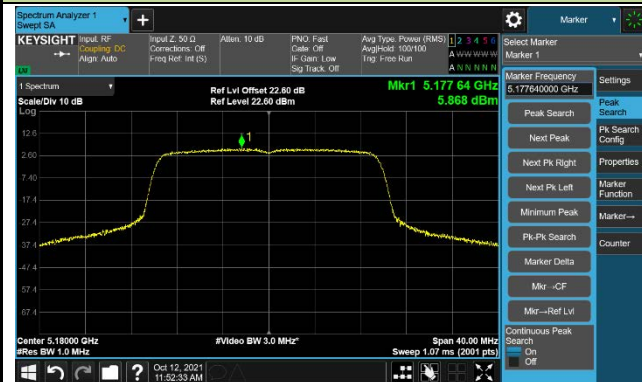 Spectrum Analyzer 1
Swept SA
+
Marker
KEYSIGHT
Input: RF
Coupling: DC
Align: Auto
Input Z: 50 Ω
Corrections: Off
Freq Ref: Int (S)
Atten: 10 dB
PNO: Fast
Gate: Off
IF Gain: Low
Sig Track: Off
Avg Type: Power (RMS)
Avg|Hold: 100/100
Trig: Free Run
1 2 3 4 5 6
A W W W W W
A N N N N N
LM
Select Marker
Marker 1
Marker Frequency
5.177640000 GHz
Settings
Peak Search
Next Peak
Next Pk Right
Next Pk Left
Minimum Peak
Pk-Pk Search
Marker Delta
Mkr→CF
Mkr→Ref Lvl
Continuous Peak
Search
On
Off
Peak
Search
Pk Search
Config
Properties
Marker
Function
Marker→
Counter
1 Spectrum
Scale/Div 10 dB
Log
Ref Lvl Offset 22.60 dB
Ref Level 22.60 dBm
Mkr1 5.177 64 GHz
5.868 dBm
1
12.6
2.60
-7.40
-17.4
-27.4
-37.4
-47.4
-57.4
-67.4
Center 5.18000 GHz
#Res BW 1.0 MHz
#Video BW 3.0 MHz*
Span 40.00 MHz
Sweep 1.07 ms (2001 pts)
?
Oct 12, 2021
11:52:33 AM